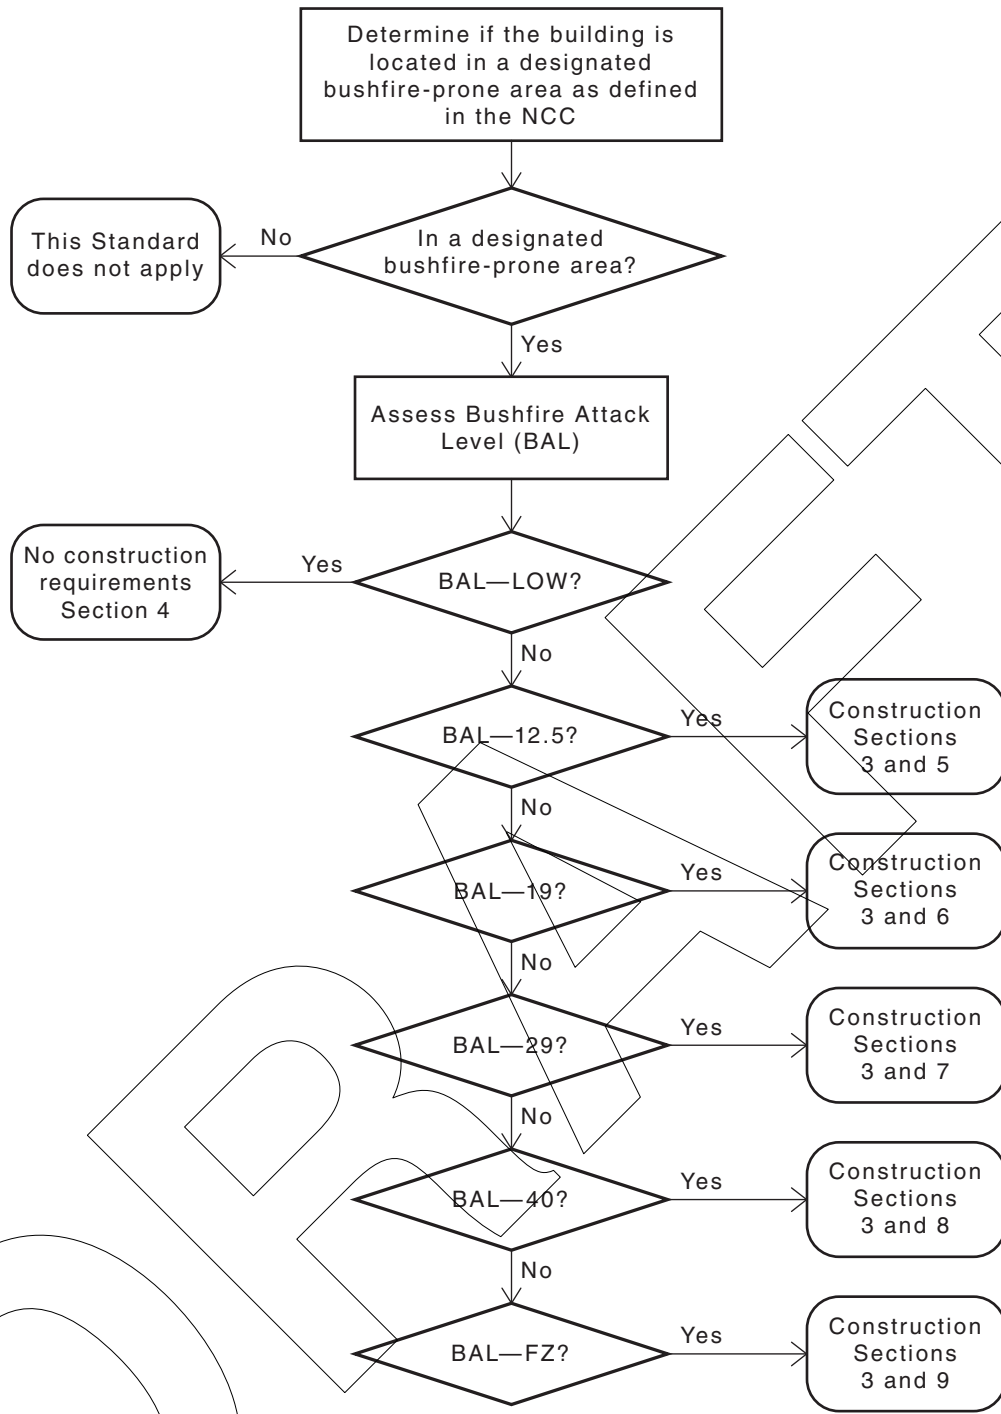 Determine if the building is
located in a designated
bushfire-prone area as defined
in the NCC
In a designated
bushfire-prone area?
No
This Standard
does not apply
Yes
Assess Bushfire Attack
Level (BAL)
BAL—LOW?
Yes
No construction
requirements
Section 4
No
BAL—12.5?
Yes
Construction
Sections
3 and 5
No
BAL—19?
Yes
Construction
Sections
3 and 6
No
BAL—29?
Yes
Construction
Sections
3 and 7
No
BAL—40?
Yes
Construction
Sections
3 and 8
No
BAL—FZ?
Yes
Construction
Sections
3 and 9